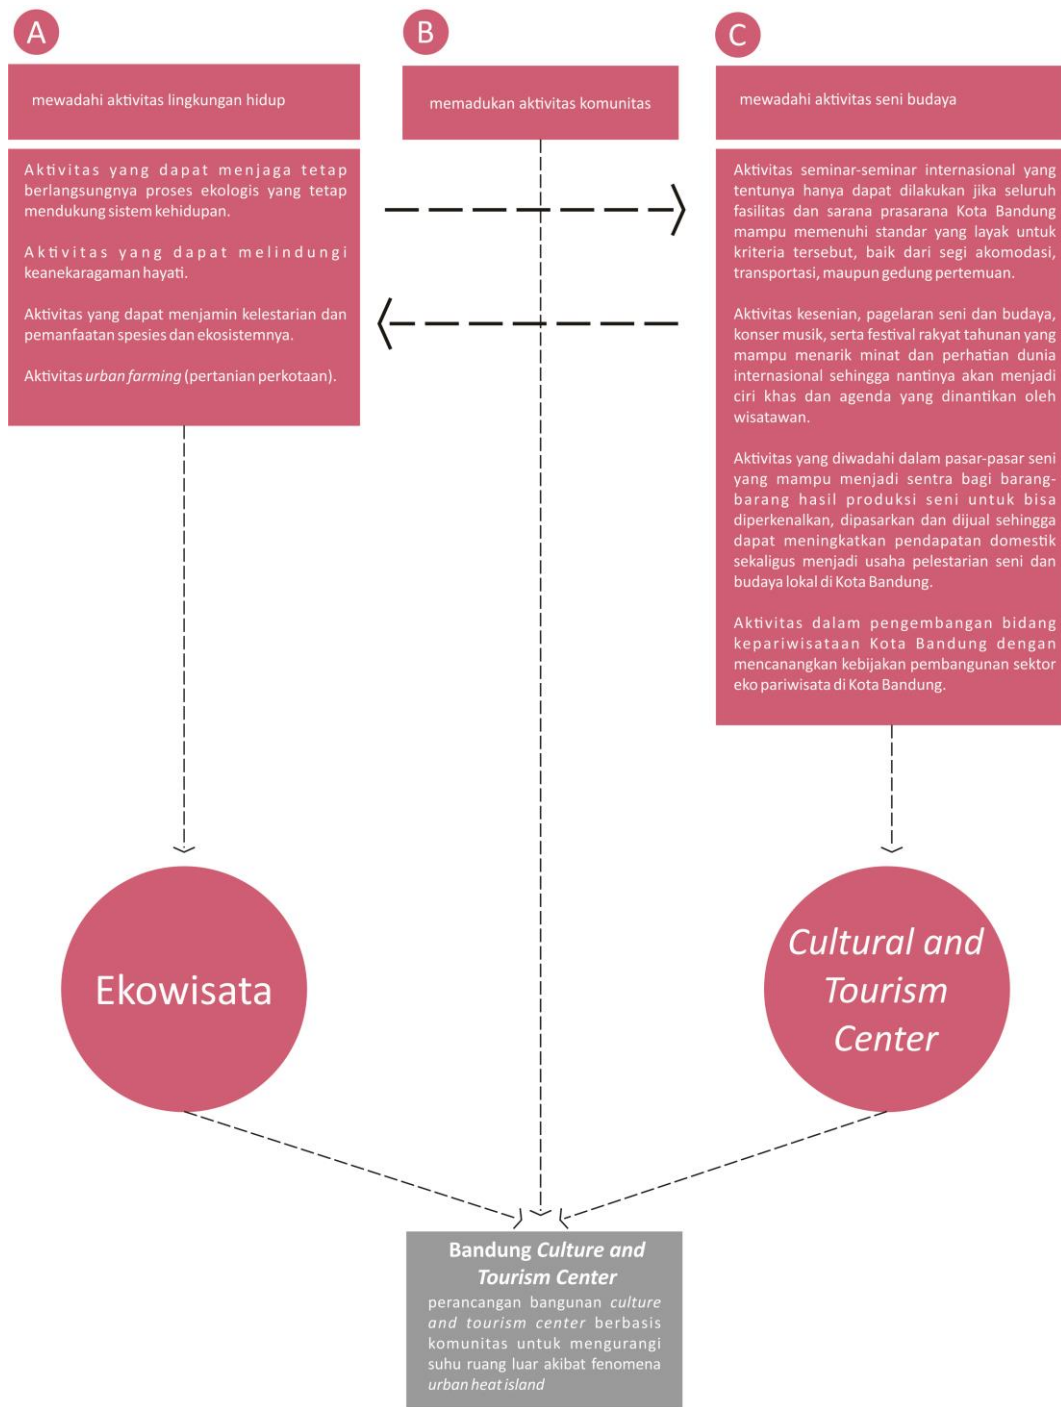 A
mewadahi aktivitas lingkungan hidup
Aktivitas yang dapat menjaga tetap
berlangsungnya proses ekologis yang tetap
mendukung sistem kehidupan.
Aktivitas yang dapat melindungi
keanekaragaman hayati.
Aktivitas yang dapat menjamin kelestarian dan
pemanfaatan spesies dan ekosistemnya.
Aktivitas urban farming (pertanian perkotaan).
B
memadukan aktivitas komunitas
C
mewadahi aktivitas seni budaya
Aktivitas seminar-seminar internasional yang
tentunya hanya dapat dilakukan jika seluruh
fasilitas dan sarana prasarana Kota Bandung
mampu memenuhi standar yang layak untuk
kriteria tersebut, baik dari segi akomodasi,
transportasi, maupun gedung pertemuan.
Aktivitas kesenian, pagelaran seni dan budaya,
konser musik, serta festival rakyat tahunan yang
mampu menarik minat dan perhatian dunia
internasional sehingga nantinya akan menjadi
ciri khas dan agenda yang dinantikan oleh
wisatawan.
Aktivitas yang diwadahi dalam pasar-pasar seni
yang mampu menjadi sentra bagi barang-
barang hasil produksi seni untuk bisa
diperkenalkan, dipasarkan dan dijual sehingga
dapat meningkatkan pendapatan domestik
sekaligus menjadi usaha pelestarian seni dan
budaya lokal di Kota Bandung.
Aktivitas dalam pengembangan bidang
kepariwisataan Kota Bandung dengan
mencanangkan kebijakan pembangunan sektor
eko pariwisata di Kota Bandung.
Ekowisata
Cultural and
Tourism
Center
Bandung Culture and
Tourism Center
perancangan bangunan culture
and tourism center berbasis
komunitas untuk mengurangi
suhu ruang luar akibat fenomena
urban heat island